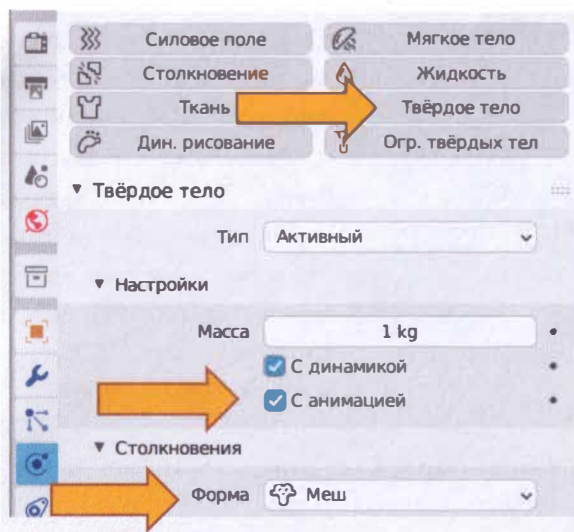 Силовое поле Мягкое тело
Столкновение Жидкость
Ткань Твёрдое тело
Дин. рисование Огр. твёрдых тел
Твёрдое тело
Тип Активный
Настройки
Масса 1 kg
С динамикой
С анимацией
Столкновения
Форма Меш